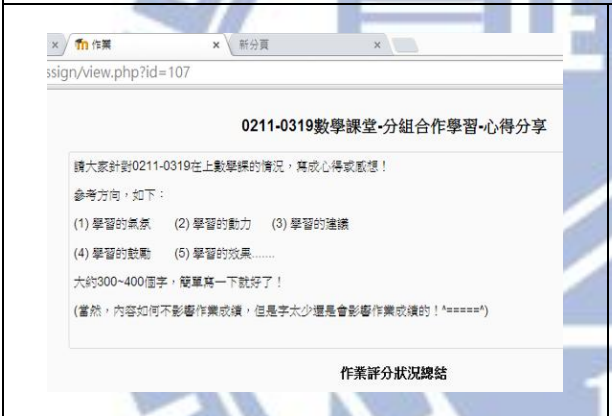 作業
新分頁
ssign/view.php?id=107
0211-0319數學課堂-分組合作學習-心得分享
請大家針對0211-0319在上數學課的情況，寫成心得或感想！
參考方向，如下：
(1) 學習的氣氛 (2) 學習的動力 (3) 學習的建議
(4) 學習的鼓勵 (5) 學習的效果.......
大約300~400個字，簡單寫一下就好了！
(當然，內容如何不影響作業成績，但是字太少還是會影響作業成績的！^=====^)
作業評分狀況總結